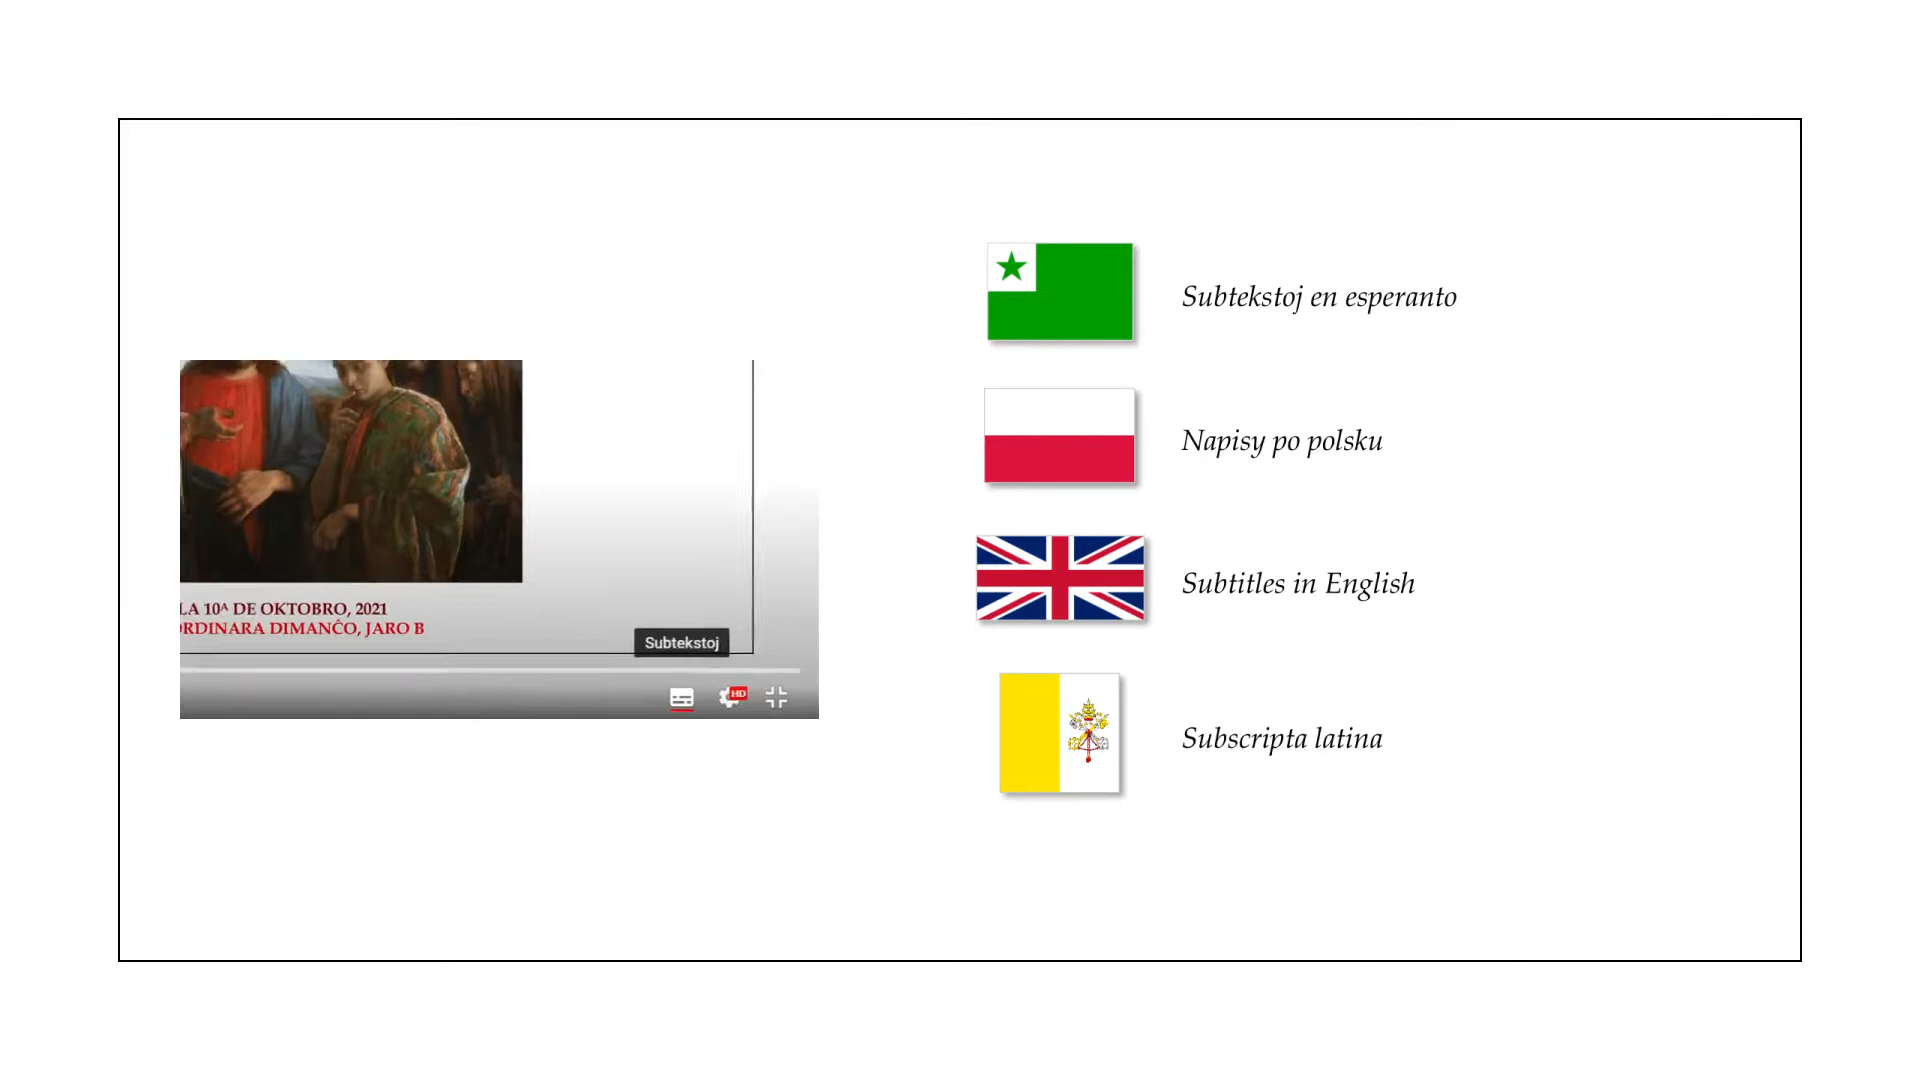 LA 10ᴬ DE OKTOBRO, 2021
RDINARA DIMANĈO, JARO B
Subtekstoj
HD
Subtekstoj en esperanto
Napisy po polsku
Subtitles in English
Subscripta latina